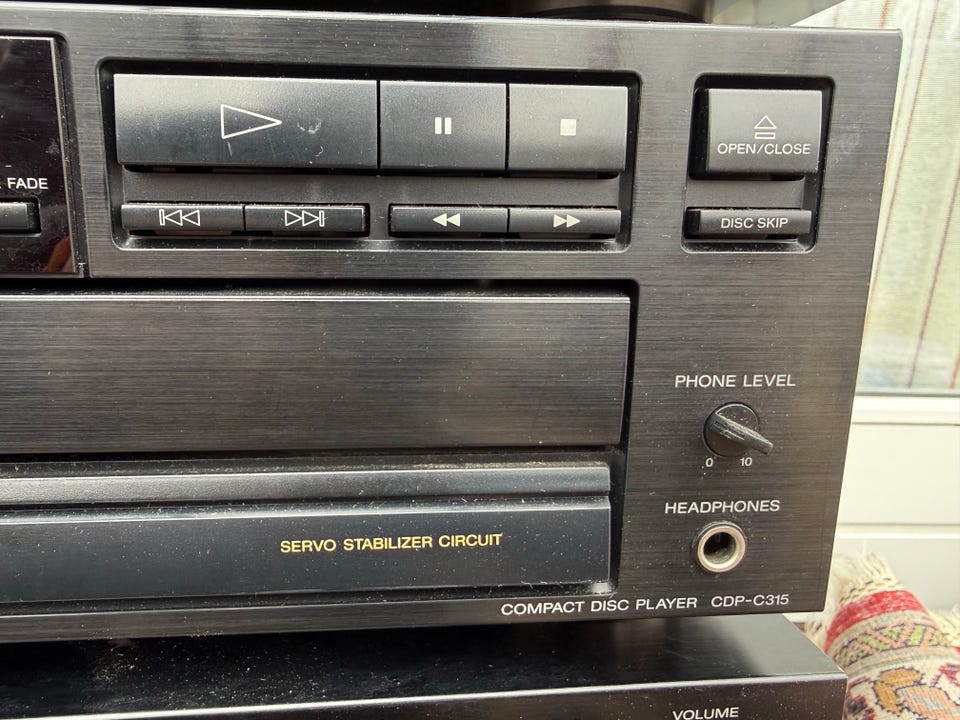 OPEN/CLOSE
FADE
DISC SKIP
PHONE LEVEL
0 10
HEADPHONES
SERVO STABILIZER CIRCUIT
COMPACT DISC PLAYER CDP-C315
VOLUME